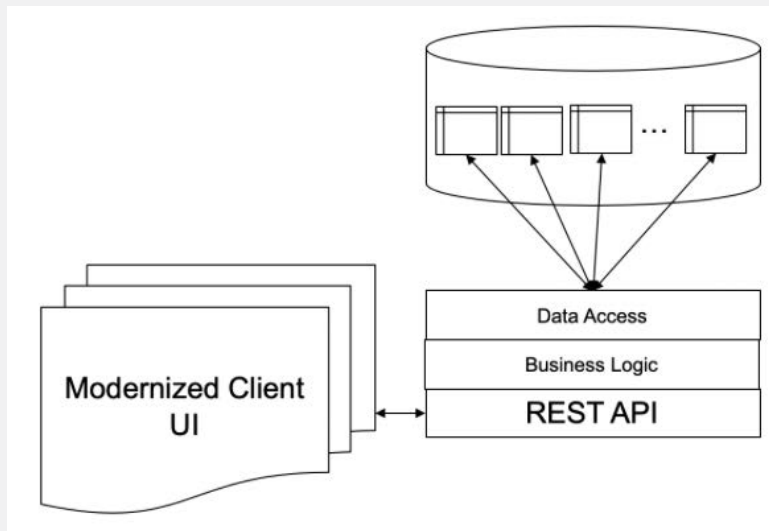 ...
Data Access
Business Logic
REST API
Modernized Client
UI